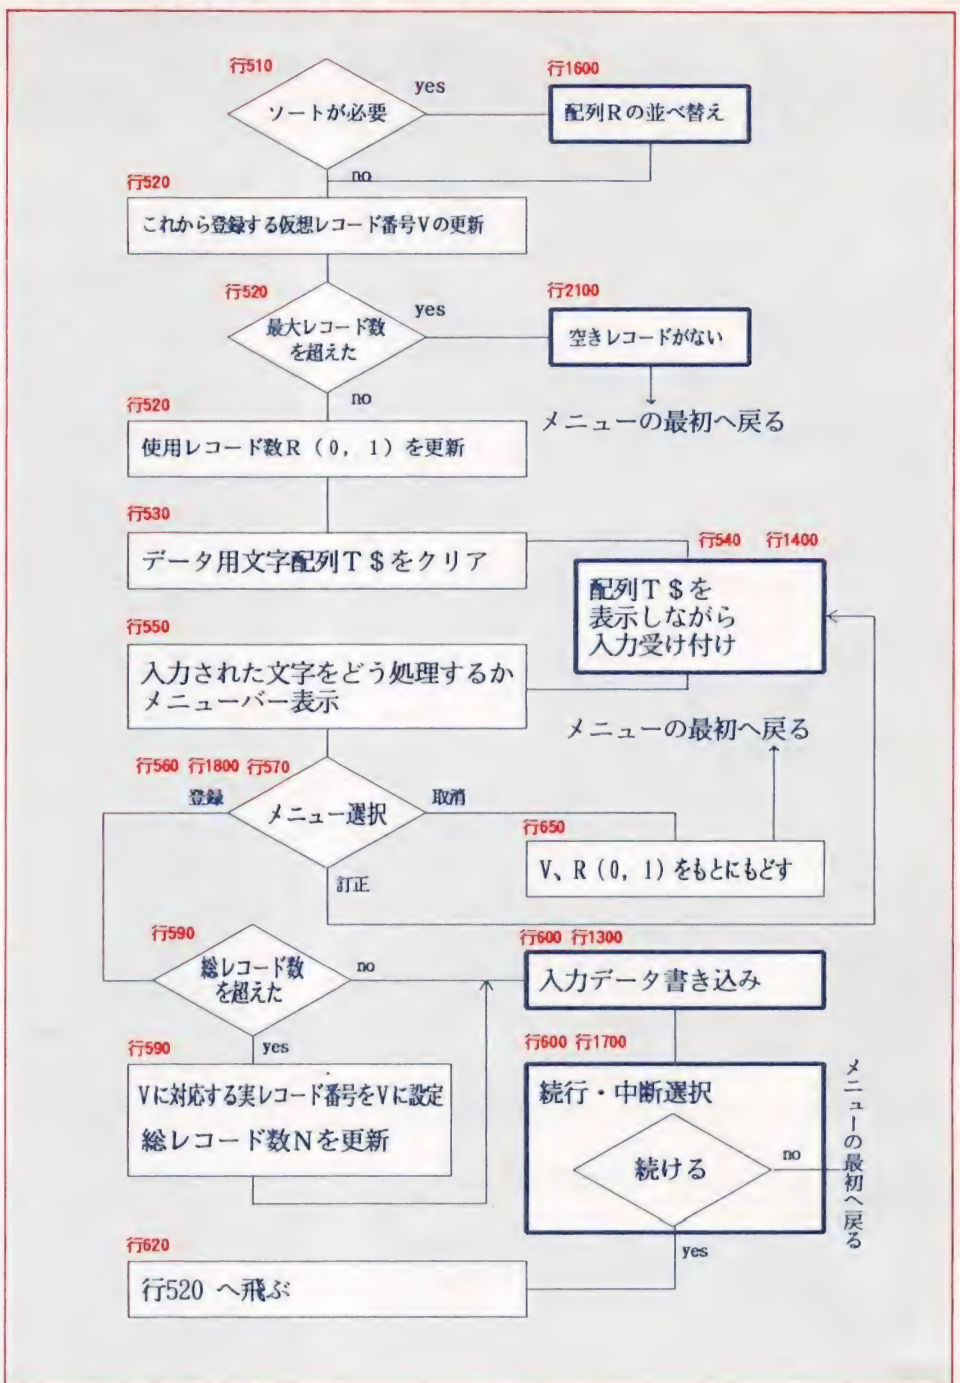 行510
ソートが必要
yes
行1600
配列Rの並べ替え
no
行520
これから登録する仮想レコード番号Vの更新
行520
最大レコード数
を超えた
yes
行2100
空きレコードがない
メニューの最初へ戻る
no
行520
使用レコード数R(0, 1)を更新
行530
データ用文字配列T$をクリア
行540 行1400
配列T$を
表示しながら
入力受け付け
行550
入力された文字をどう処理するか
メニューバー表示
メニューの最初へ戻る
行560 行1800 行570
登録
メニュー選択
取消
訂正
行650
V、R(0, 1)をもとにもどす
行590
総レコード数
を超えた
no
yes
行600 行1300
入力データ書き込み
行590
Vに対応する実レコード番号をVに設定
総レコード数Nを更新
行600 行1700
続行・中断選択
続ける
no
メニューの最初へ戻る
yes
行620
行520 へ飛ぶ